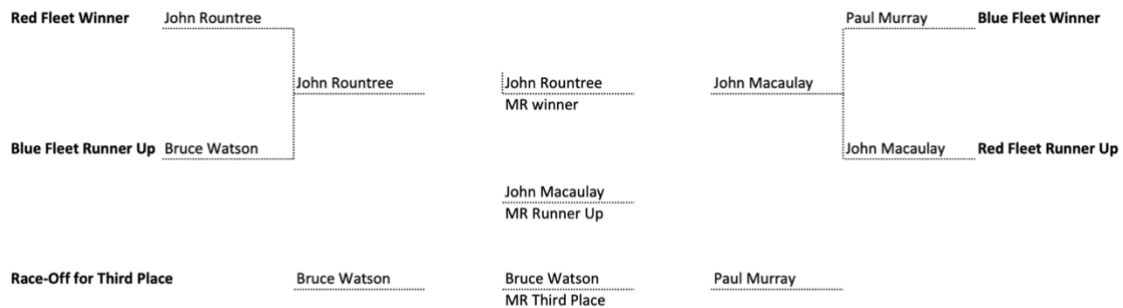 Red Fleet Winner John Rountree Paul Murray Blue Fleet Winner
John Rountree John Rountree John Macaulay
MR winner
Blue Fleet Runner Up Bruce Watson John Macaulay Red Fleet Runner Up
John Macaulay
MR Runner Up
Race-Off for Third Place Bruce Watson Bruce Watson Paul Murray
MR Third Place